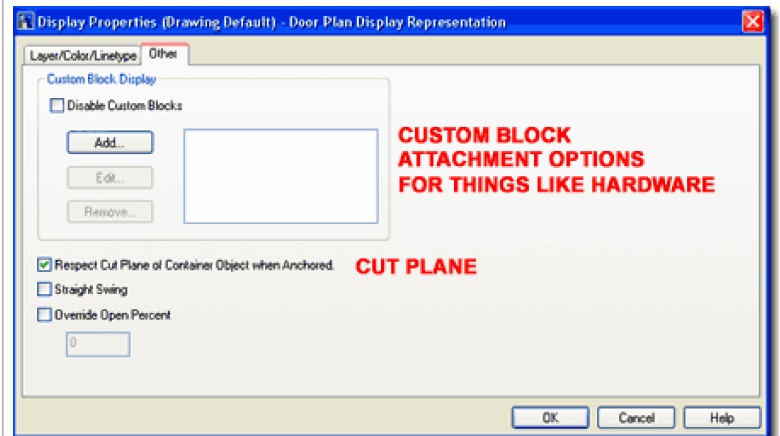 Display Properties (Drawing Default) - Door Plan Display Representation
Layer/Color/Linetype Other
Custom Block Display
Disable Custom Blocks
Add...
Edit...
Remove...
CUSTOM BLOCK
ATTACHMENT OPTIONS
FOR THINGS LIKE HARDWARE
Respect Cut Plane of Container Object when Anchored. CUT PLANE
Straight Swing
Override Open Percent
0
OK Cancel Help